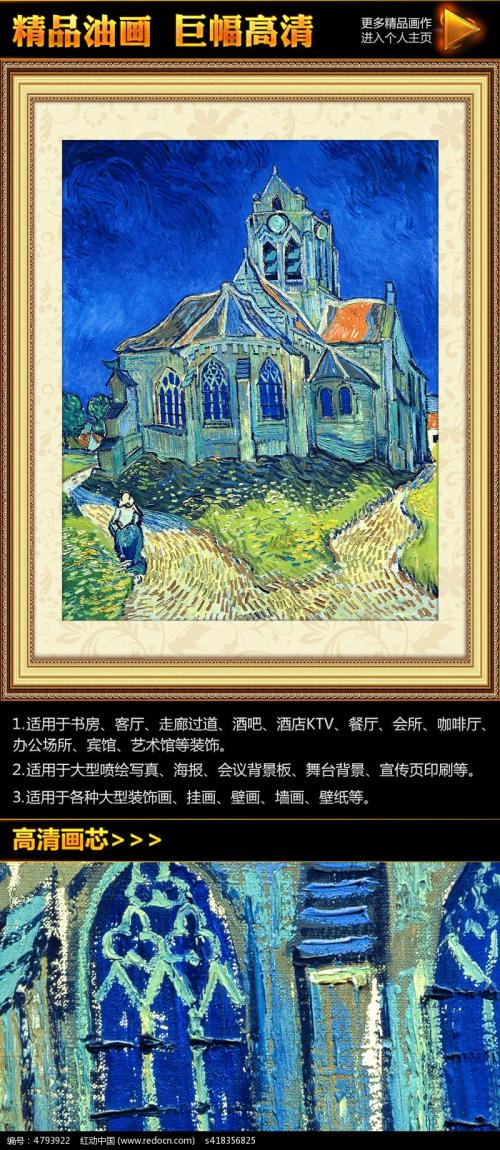 精品油画 巨幅高清
更多精品画作
进入个人主页
1.适用于书房、客厅、走廊过道、酒吧、酒店KTV、餐厅、会所、咖啡厅、
办公场所、宾馆、艺术馆等装饰。
2.适用于大型喷绘写真、海报、会议背景板、舞台背景、宣传页印刷等。
3.适用于各种大型装饰画、挂画、壁画、墙画、壁纸等。
高清画芯>>>
编号:4793922 红动中国 (www.redocn.com) s418356825